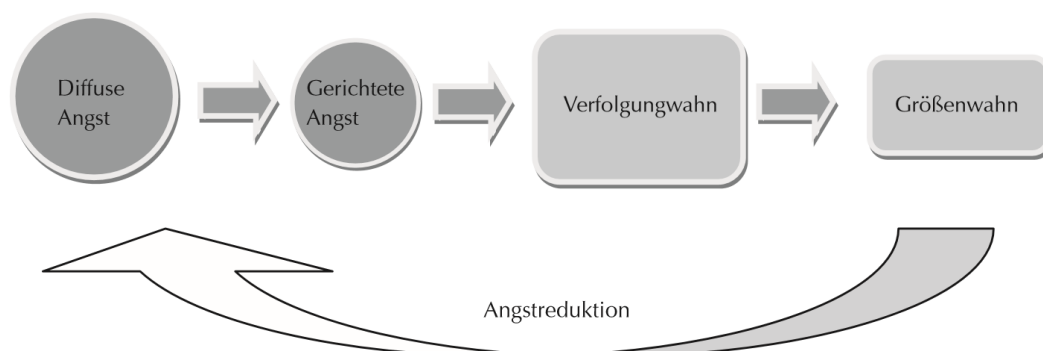 Diffuse
Angst
Gerichtete
Angst
Verfolgungwahn
Größenwahn
Angstreduktion